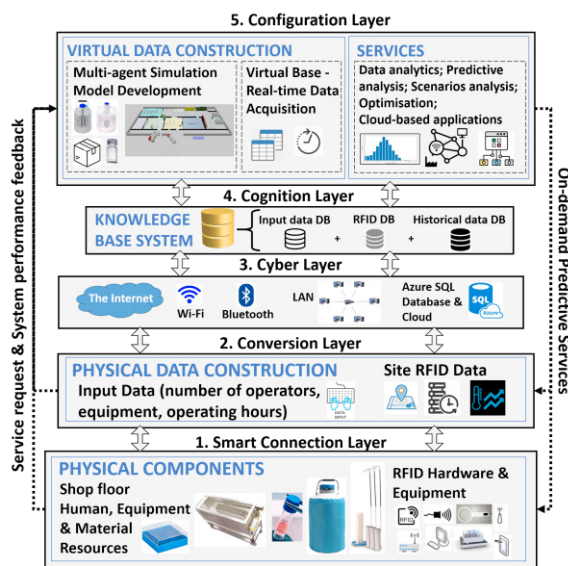 5. Configuration Layer
VIRTUAL DATA CONSTRUCTION
Multi-agent Simulation
Model Development
Virtual Base -
Real-time Data
Acquisition
SERVICES
Data analytics; Predictive
analysis; Scenarios analysis;
Optimisation;
Cloud-based applications
4. Cognition Layer
KNOWLEDGE
BASE SYSTEM
Input data DB
RFID DB
Historical data DB
+
+
3. Cyber Layer
The Internet
Wi-Fi
Bluetooth
LAN
Azure SQL
Database &
Cloud
SQL
Azure
2. Conversion Layer
PHYSICAL DATA CONSTRUCTION
Input Data (number of operators,
equipment, operating hours)
DATA
INPUT
Site RFID Data
1. Smart Connection Layer
PHYSICAL COMPONENTS
Shop floor
Human, Equipment
& Material
Resources
RFID Hardware &
Equipment
RFID
Service request & System performance feedback
On-demand Predictive Services